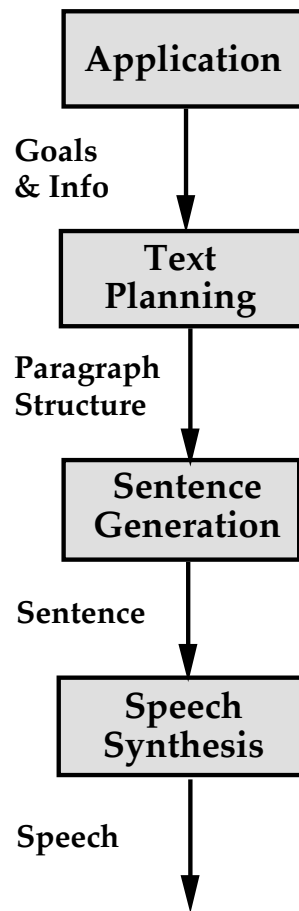 Application
Goals
& Info
Text
Planning
Paragraph
Structure
Sentence
Generation
Sentence
Speech
Synthesis
Speech